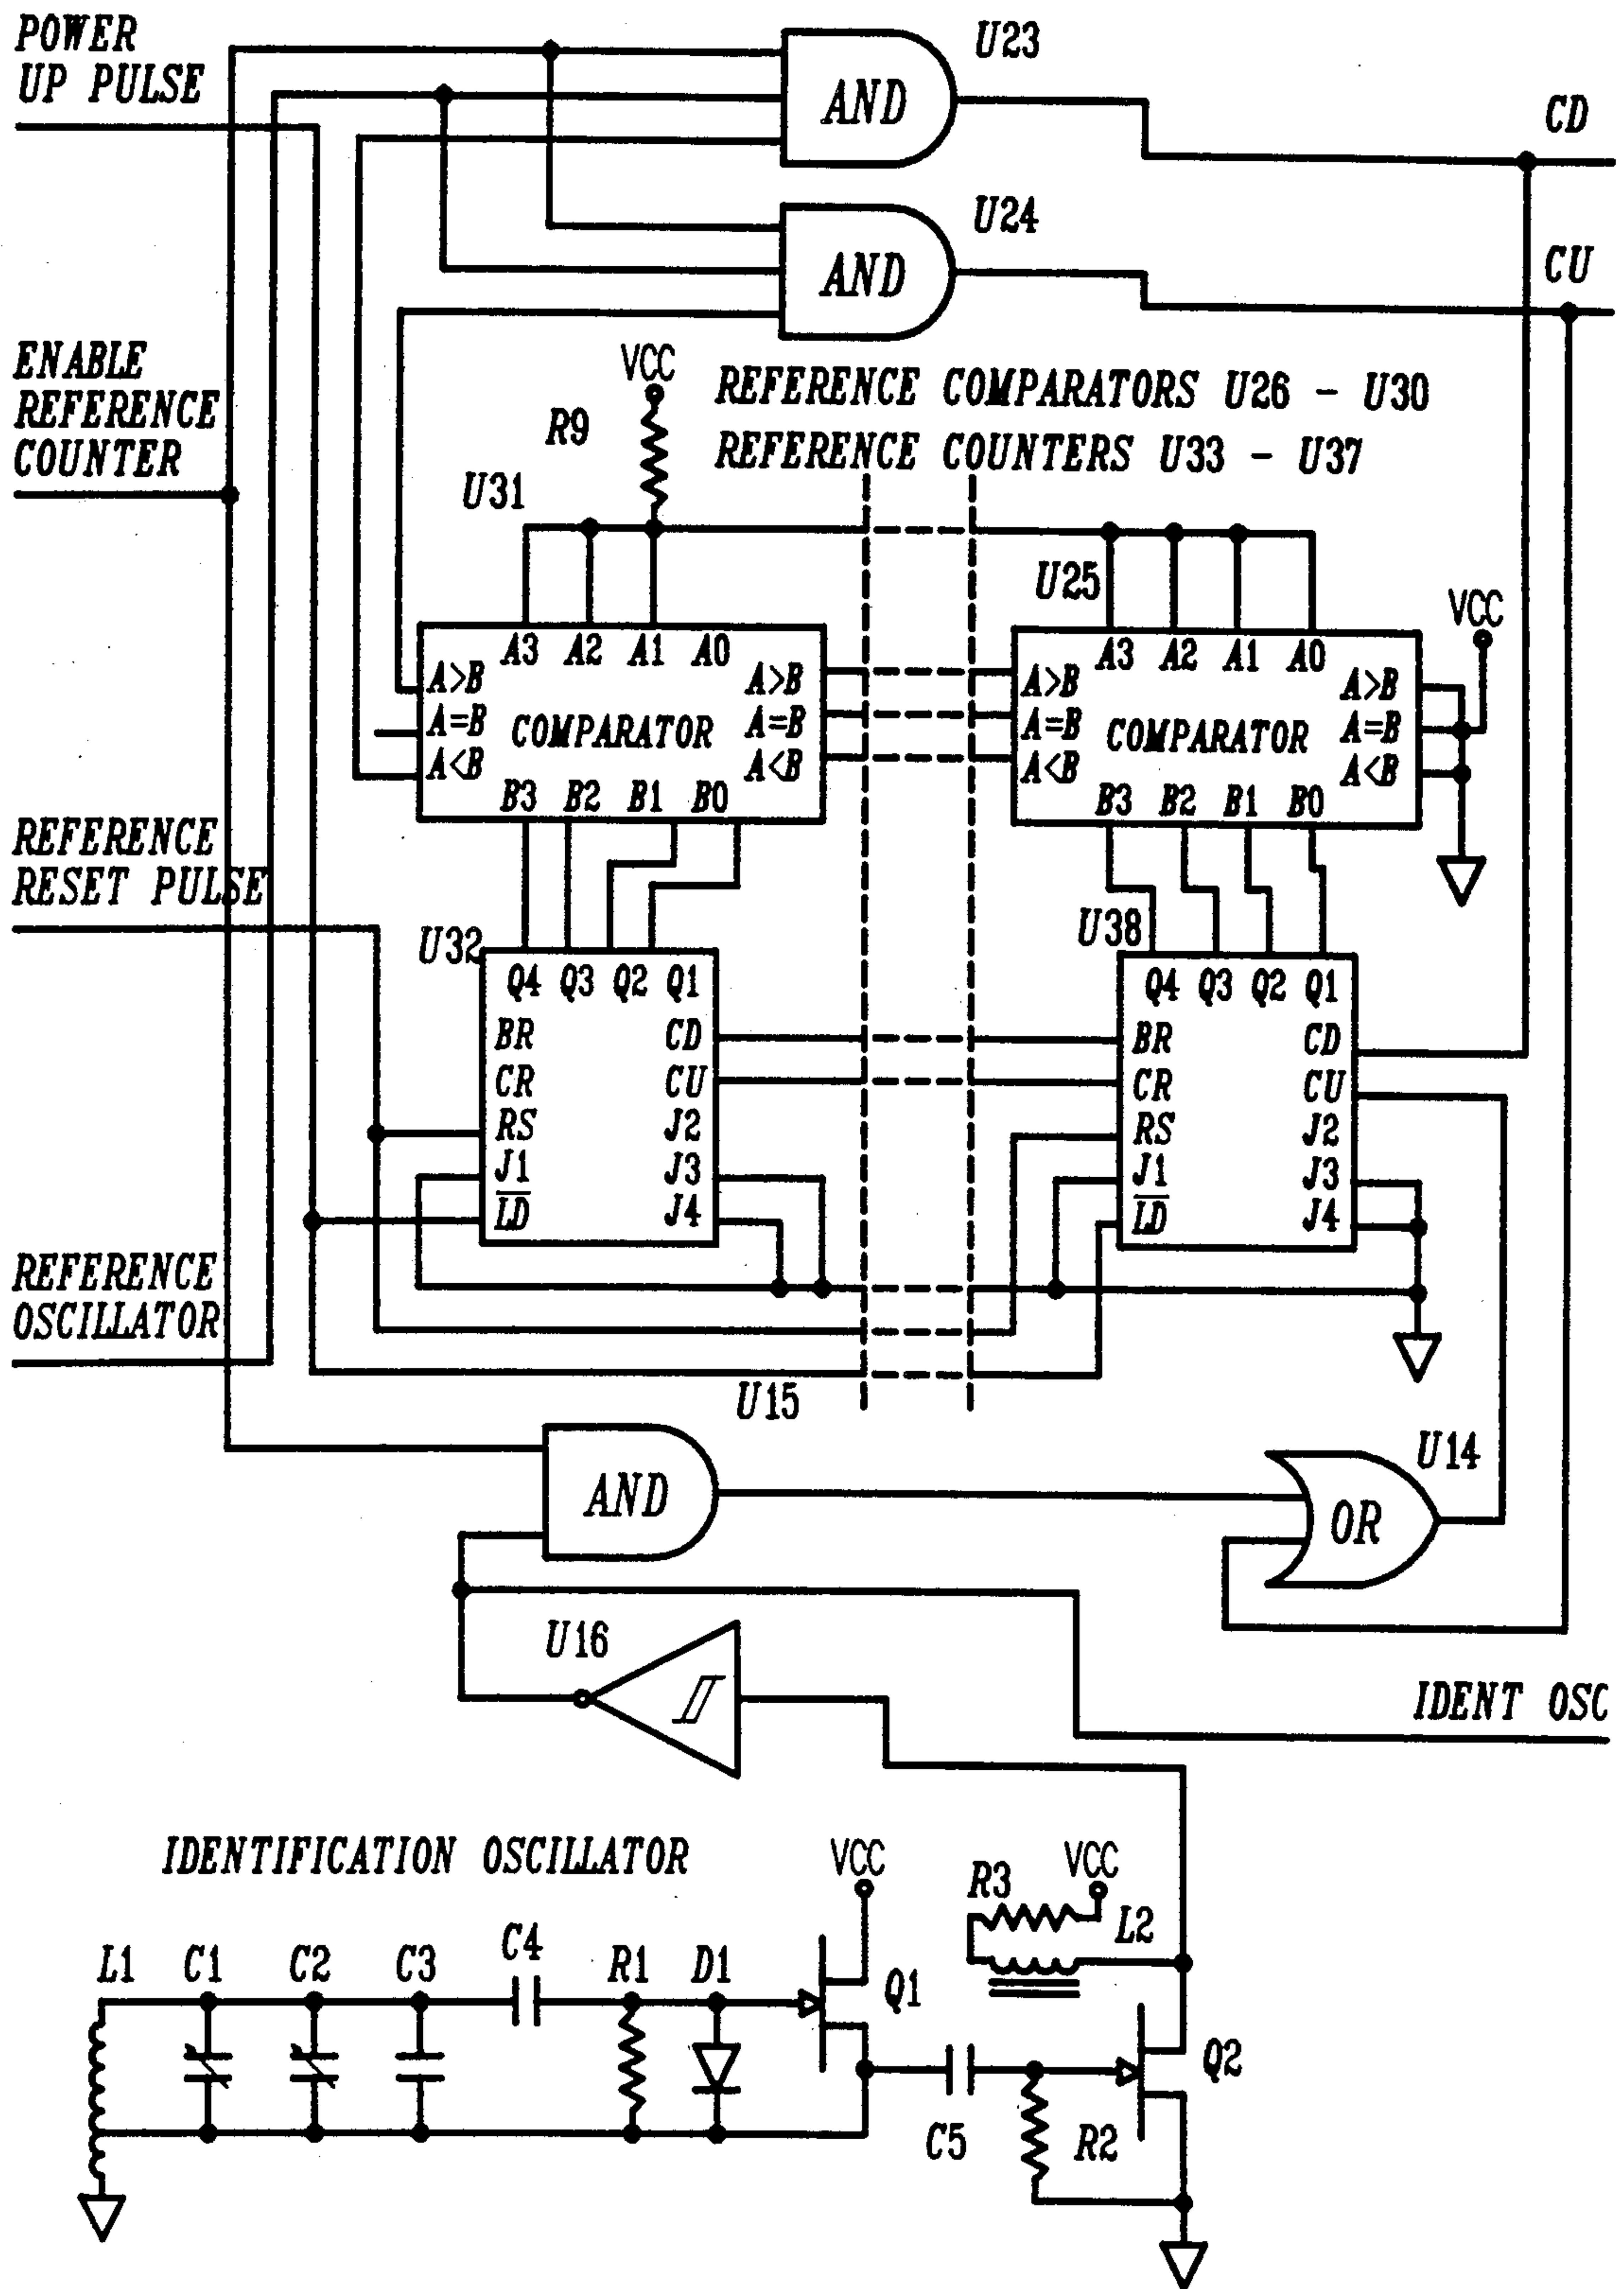 POWER
UP PULSE
U23
AND
CD
U24
AND
CU
ENABLE
REFERENCE
COUNTER
VCC
R9
REFERENCE COMPARATORS U26 - U30
REFERENCE COUNTERS U33 - U37
U31
U25
VCC
A3 A2 A1 A0
A>B A>B
A=B COMPARATOR A=B
A<B A<B
B3 B2 B1 B0
A3 A2 A1 A0
A>B A>B
A=B COMPARATOR A=B
A<B A<B
B3 B2 B1 B0
REFERENCE
RESET PULSE
U32
Q4 Q3 Q2 Q1
BR CD
CR CU
RS J2
J1 J3
LD J4
U38
Q4 Q3 Q2 Q1
BR CD
CR CU
RS J2
J1 J3
LD J4
REFERENCE
OSCILLATOR
U15
AND
U14
OR
U16
IDENT OSC
IDENTIFICATION OSCILLATOR
VCC
R3
VCC
L2
L1 C1 C2 C3 C4 R1 D1
Q1
C5
R2
Q2